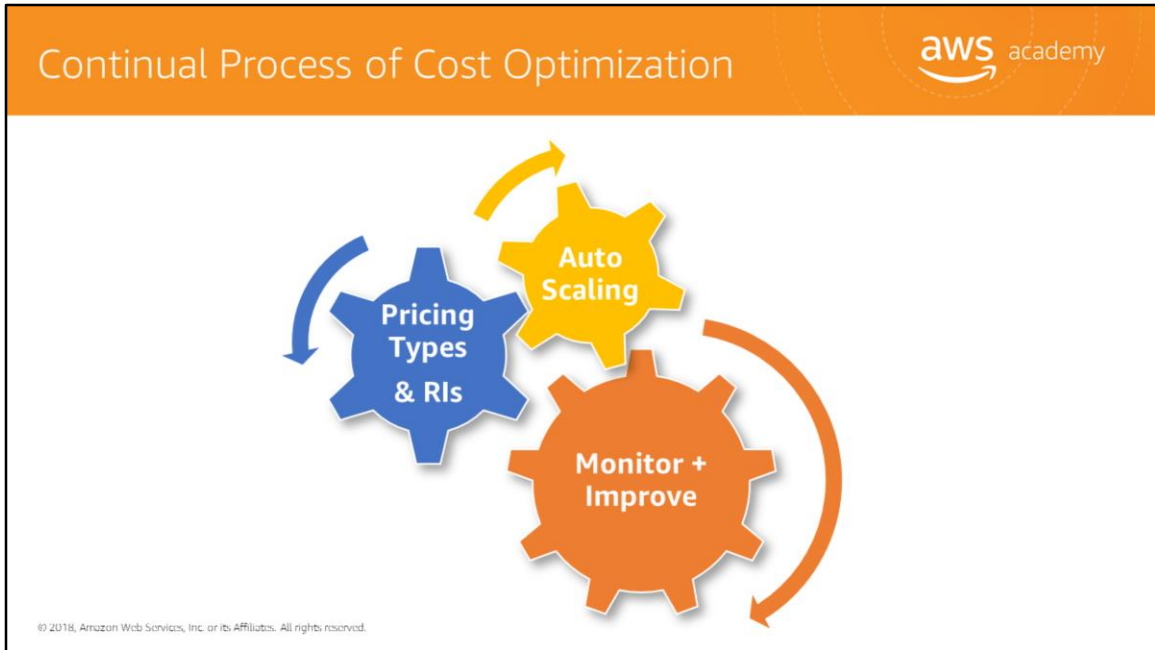 Continual Process of Cost Optimization
aws academy
Auto
Scaling
Pricing
Types
& RIs
Monitor +
Improve
© 2018, Amazon Web Services, Inc. or its Affiliates. All rights reserved.